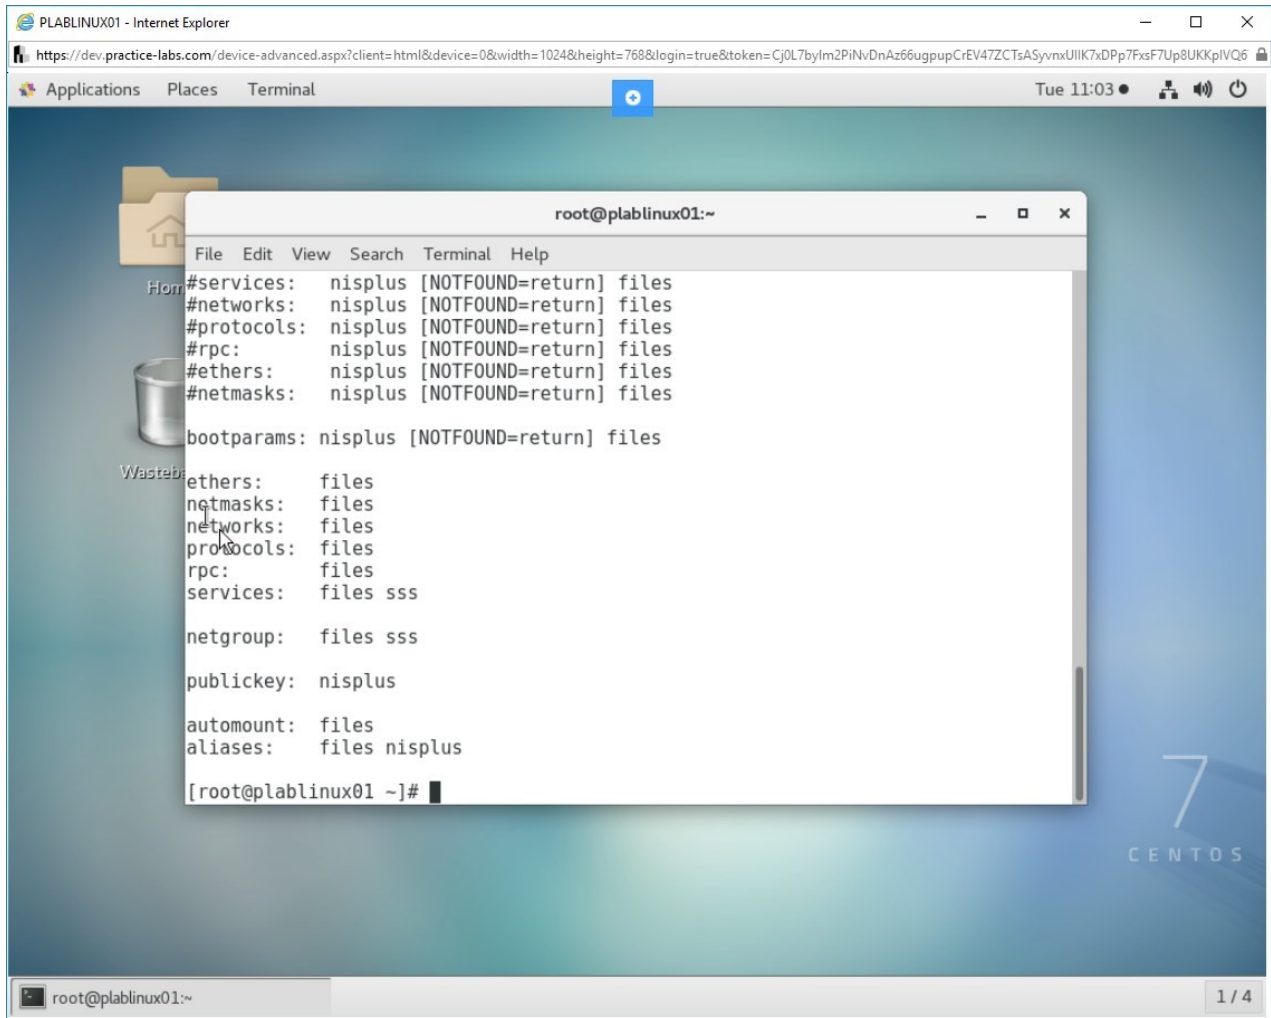 PLABLINUX01 - Internet Explorer
https://dev.practice-labs.com/device-advanced.aspx?client=html&device=0&width=1024&height=768&login=true&token=
Applications Places Terminal Tue 11:03
root@plablinux01:~
File Edit View Search Terminal Help
#services: nisplus [NOTFOUND=return] files
#networks: nisplus [NOTFOUND=return] files
#protocols: nisplus [NOTFOUND=return] files
#rpc: nisplus [NOTFOUND=return] files
#ethers: nisplus [NOTFOUND=return] files
#netmasks: nisplus [NOTFOUND=return] files
bootparams: nisplus [NOTFOUND=return] files
ethers: files
netmasks: files
networks: files
protocols: files
rpc: files
services: files sss
netgroup: files sss
publickey: nisplus
automount: files
aliases: files nisplus
[root@plablinux01 ~]#
Hom
Wasteb
7
CENTOS
root@plablinux01:~
1 / 4